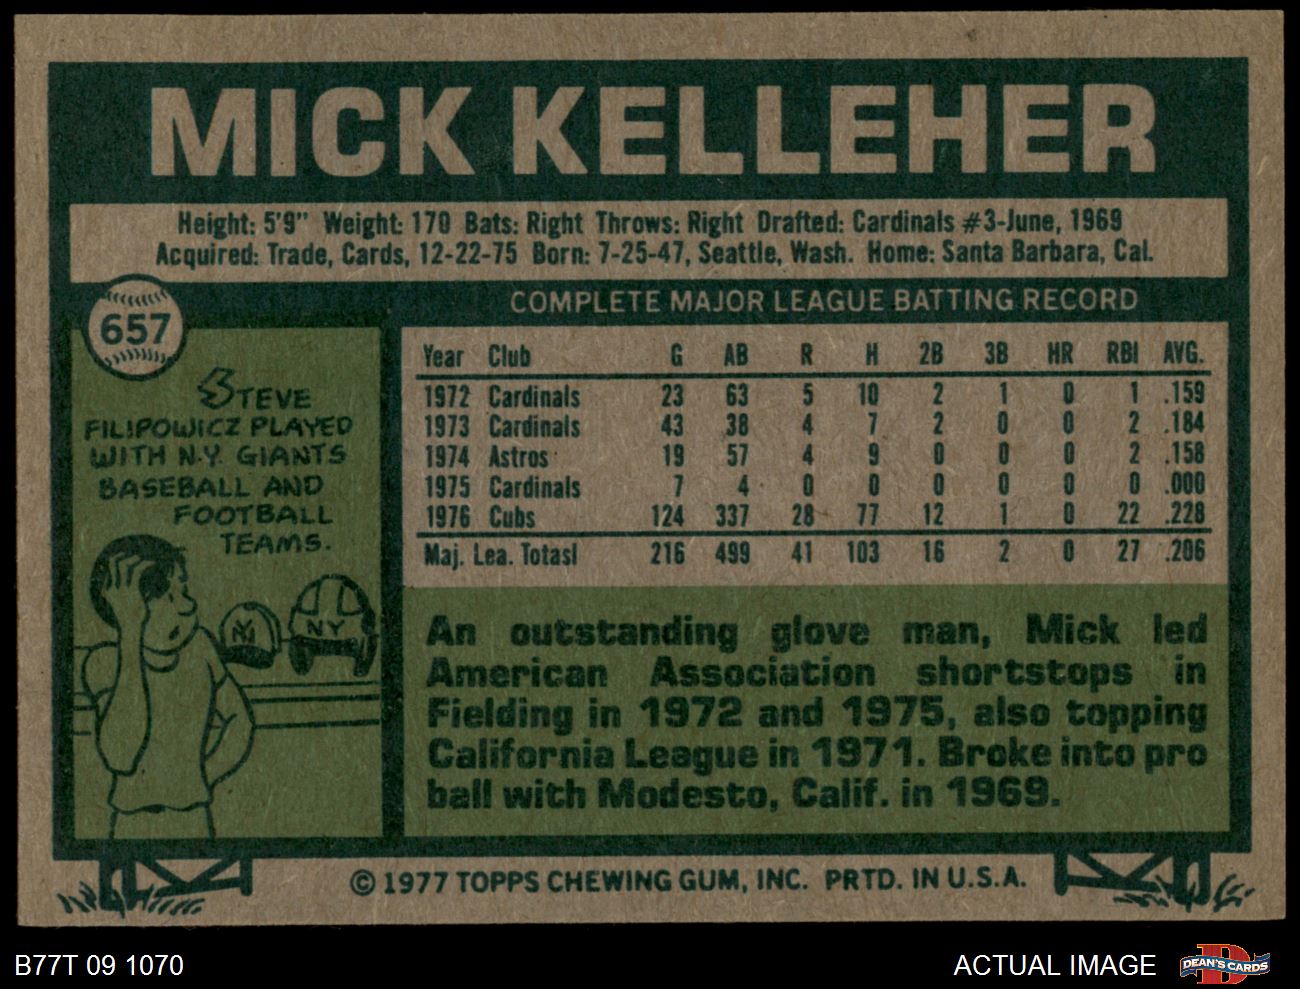 MICK KELLEHER
Height: 5'9" Weight: 170 Bats: Right Throws: Right Drafted: Cardinals #3-June, 1969
Acquired: Trade, Cards, 12-22-75 Born: 7-25-47, Seattle, Wash. Home: Santa Barbara, Cal.
657
COMPLETE MAJOR LEAGUE BATTING RECORD
Year Club G AB R H 2B 3B HR RBI AVG.
1972 Cardinals 23 63 5 10 2 1 0 1 .159
1973 Cardinals 43 38 4 7 2 0 0 2 .184
1974 Astros 19 57 4 9 0 0 0 2 .158
1975 Cardinals 7 4 0 0 0 0 0 0 .000
1976 Cubs 124 337 28 77 12 1 0 22 .228
Maj. Lea. Totasl 216 499 41 103 16 2 0 27 .206
STEVE
FILIPOWICZ PLAYED
WITH N.Y. GIANTS
BASEBALL AND
FOOTBALL
TEAMS.
NY
NY
An outstanding glove man, Mick led
American Association shortstops in
Fielding in 1972 and 1975, also topping
California League in 1971. Broke into pro
ball with Modesto, Calif. in 1969.
© 1977 TOPPS CHEWING GUM, INC. PRTD. IN U.S.A.
B77T 09 1070
ACTUAL IMAGE
D
DEAN'S CARDS